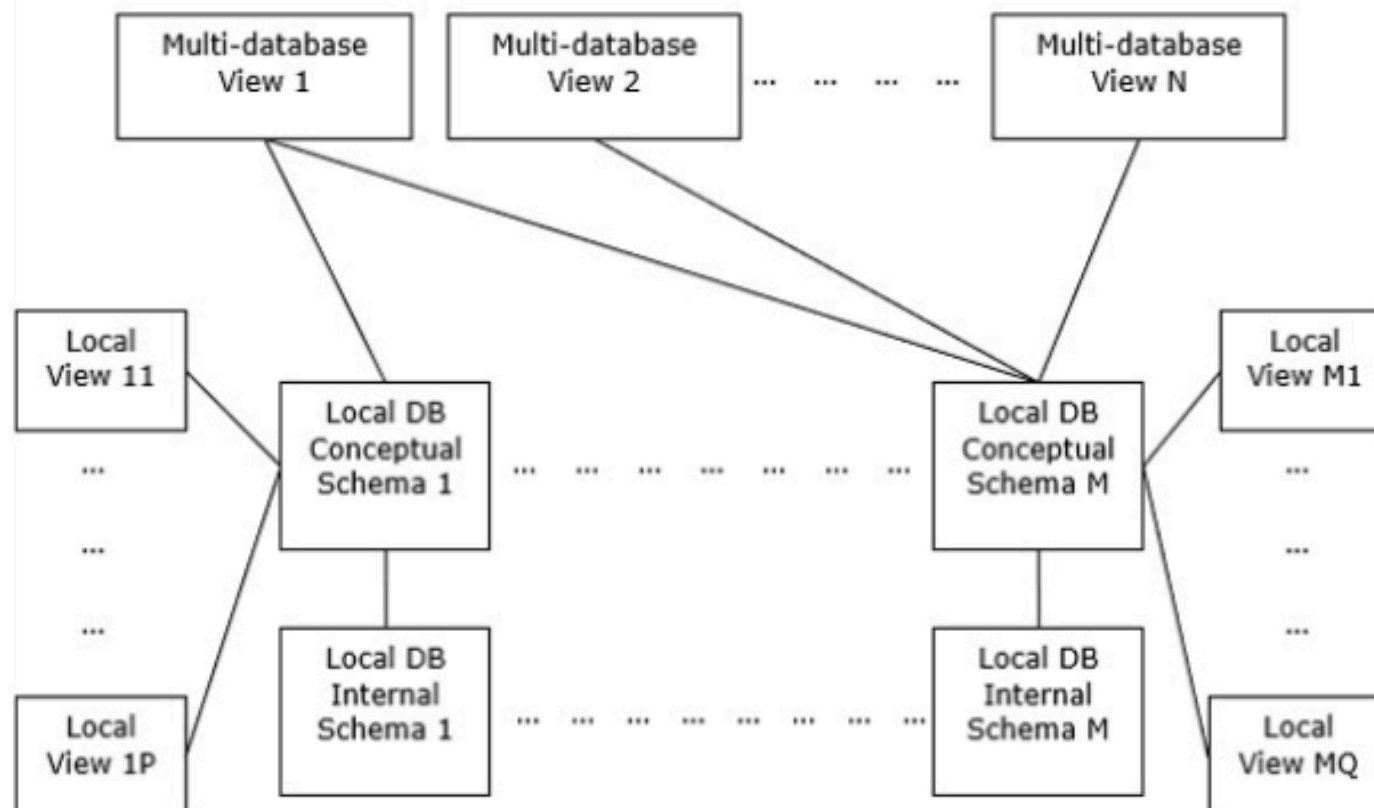 Multi-database
View 1
Multi-database
View 2
... ... ... ...
Multi-database
View N
Local
View 11
Local DB
Conceptual
Schema 1
... ... ... ... ... ... ...
Local DB
Conceptual
Schema M
Local
View M1
...
...
...
...
...
...
Local DB
Internal
Schema 1
... ... ... ... ... ... ... ...
Local DB
Internal
Schema M
Local
View 1P
Local
View MQ